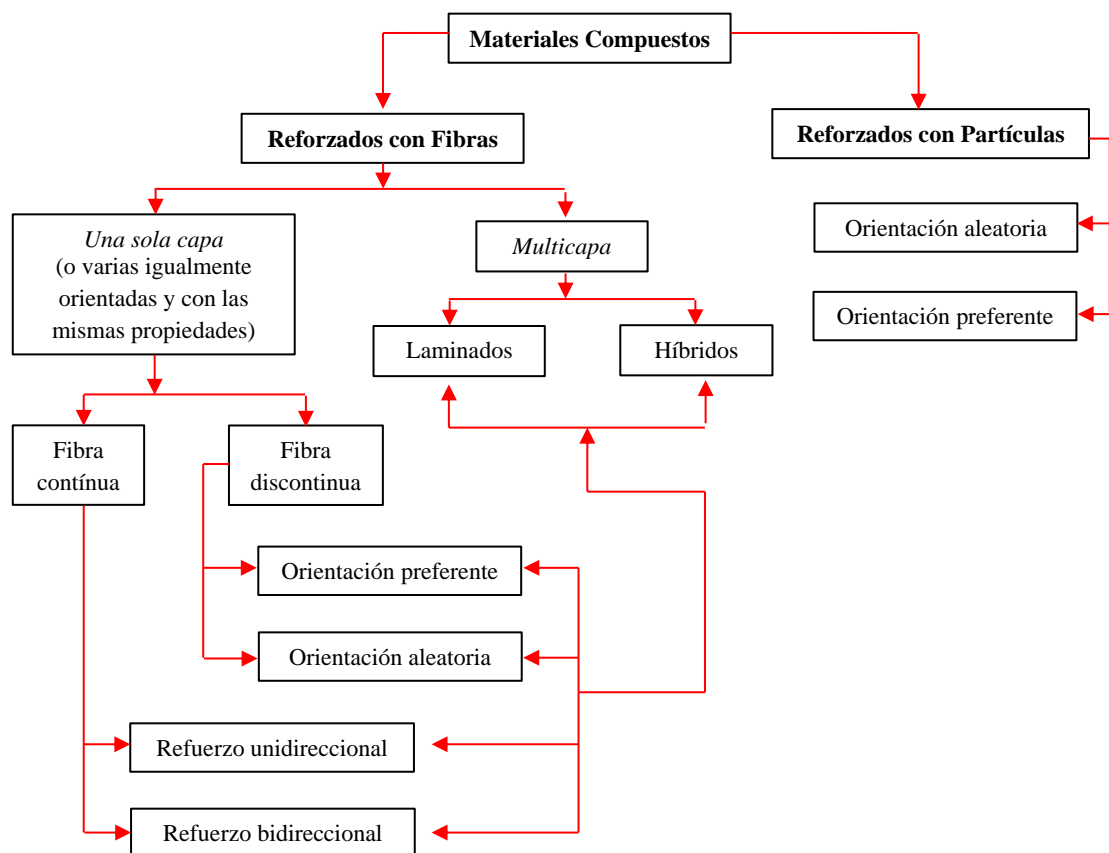 Materiales Compuestos
Reforzados con Fibras
Reforzados con Partículas
Una sola capa
(o varias igualmente
orientadas y con las
mismas propiedades)
Multicapa
Orientación aleatoria
Orientación preferente
Laminados
Híbridos
Fibra
contínua
Fibra
discontinua
Orientación preferente
Orientación aleatoria
Refuerzo unidireccional
Refuerzo bidireccional